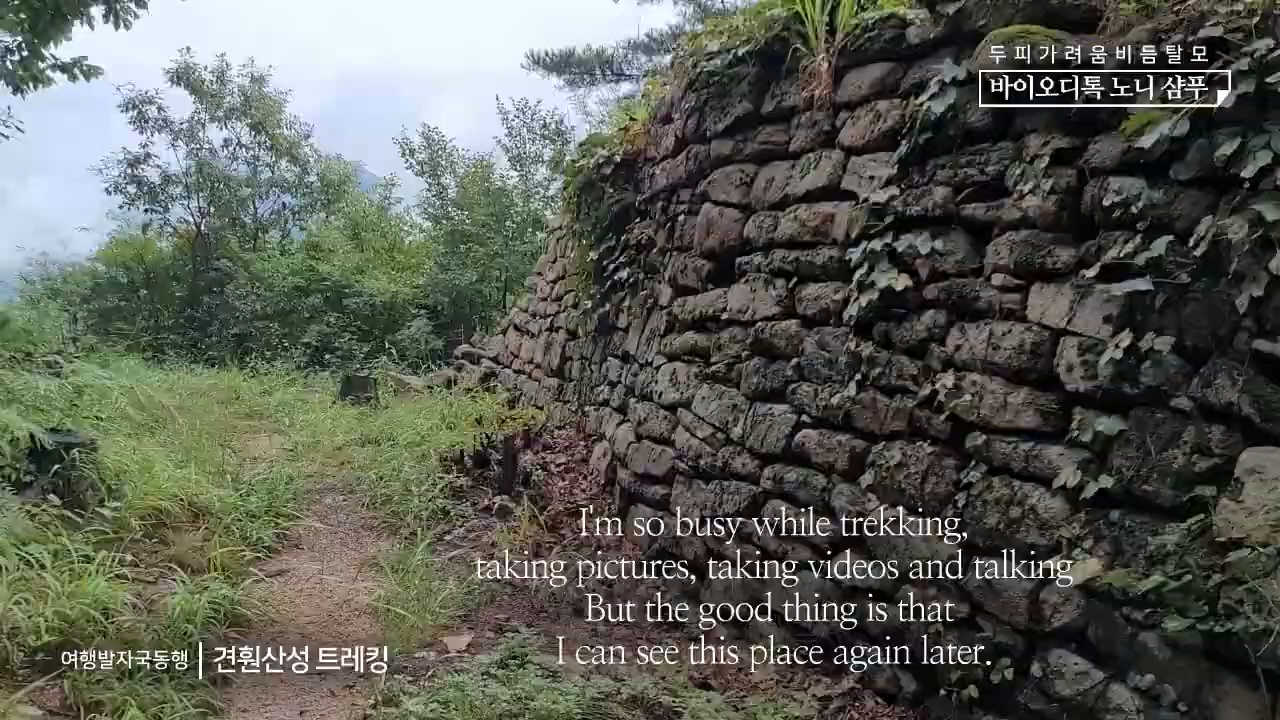 두피가려움비듬탈모
바이오디톡 노니 샴푸
I'm so busy while trekking,
taking pictures, taking videos and talking
But the good thing is that
I can see this place again later.
여행발자국동행 | 견훤산성 트레킹